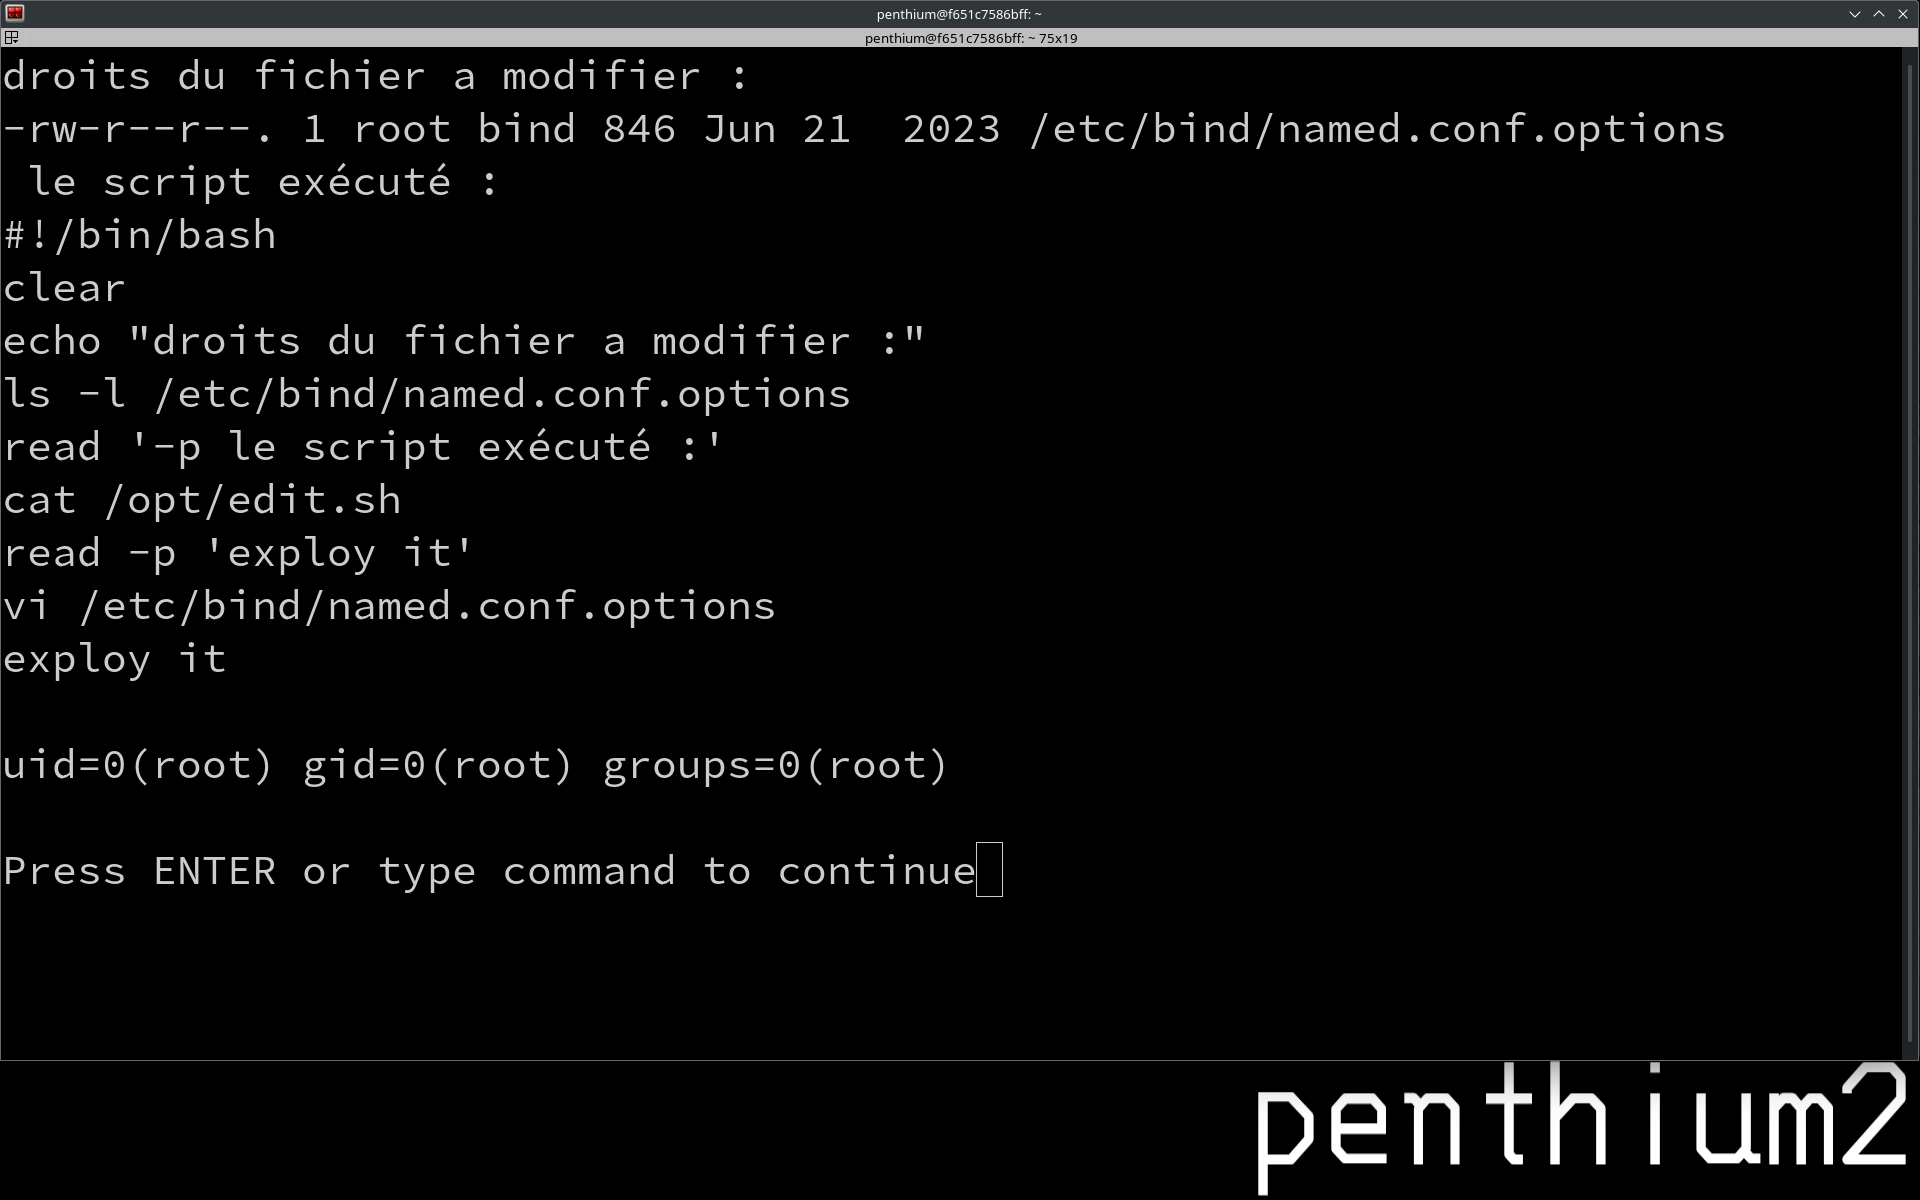 penthium@f651c7586bff: ~
penthium@f651c7586bff: ~ 75x19
droits du fichier a modifier :
-rw-r--r--. 1 root bind 846 Jun 21  2023 /etc/bind/named.conf.options
 le script exécuté :
#!/bin/bash
clear
echo "droits du fichier a modifier :"
ls -l /etc/bind/named.conf.options
read '-p le script exécuté :'
cat /opt/edit.sh
read -p 'exploy it'
vi /etc/bind/named.conf.options
exploy it
uid=0(root) gid=0(root) groups=0(root)
Press ENTER or type command to continue
penthium2